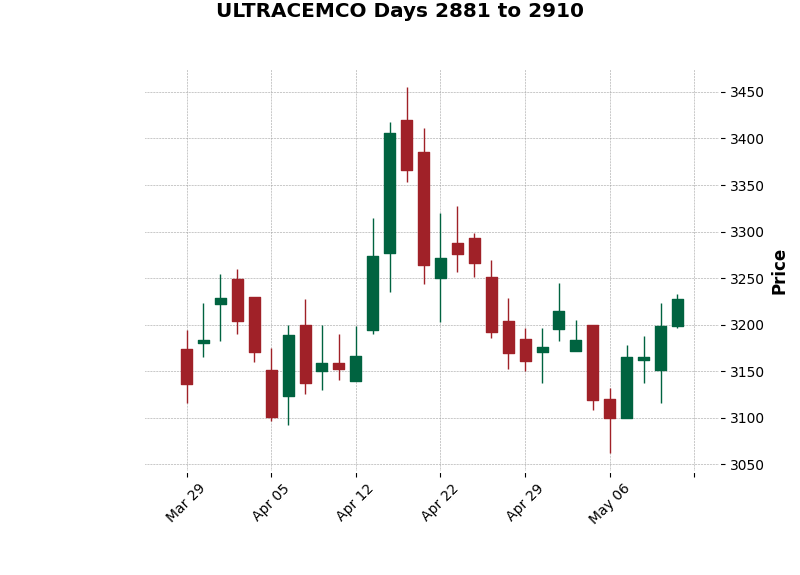 ULTRACEMCO Days 2881 to 2910
3450
3400
3350
3300
3250
3200
3150
3100
3050
Price
Mar 29
Apr 05
Apr 12
Apr 22
Apr 29
May 06